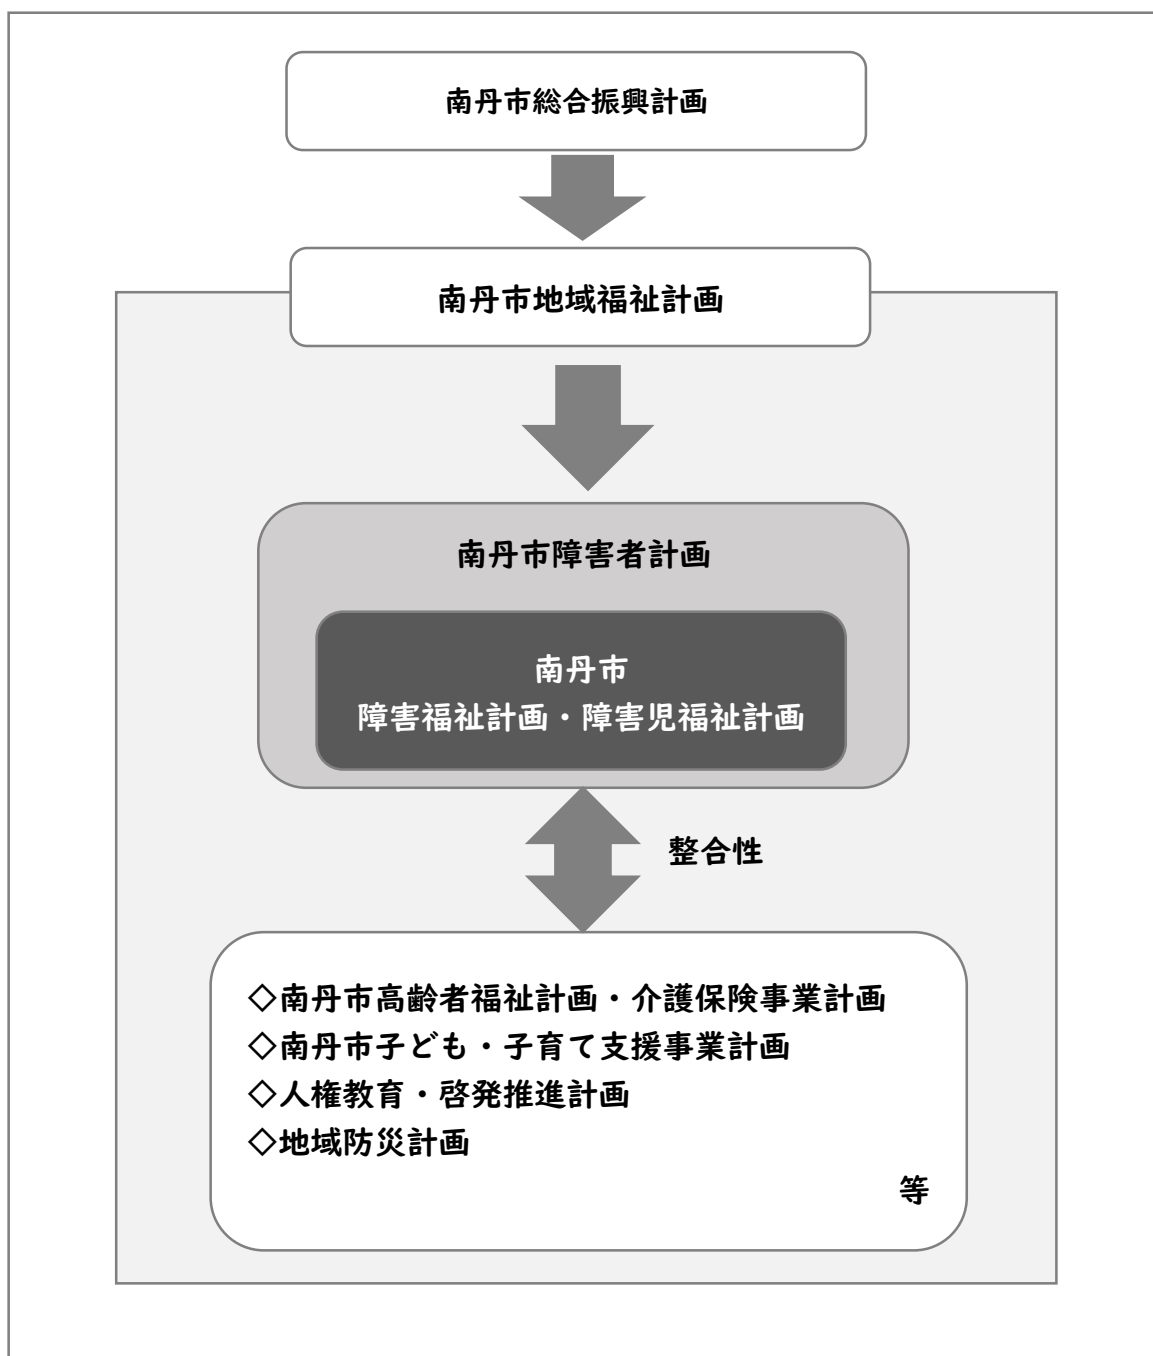 南丹市総合振興計画
南丹市地域福祉計画
南丹市障害者計画
南丹市
障害福祉計画・障害児福祉計画
整合性
◇南丹市高齢者福祉計画・介護保険事業計画
◇南丹市子ども・子育て支援事業計画
◇人権教育・啓発推進計画
◇地域防災計画
等